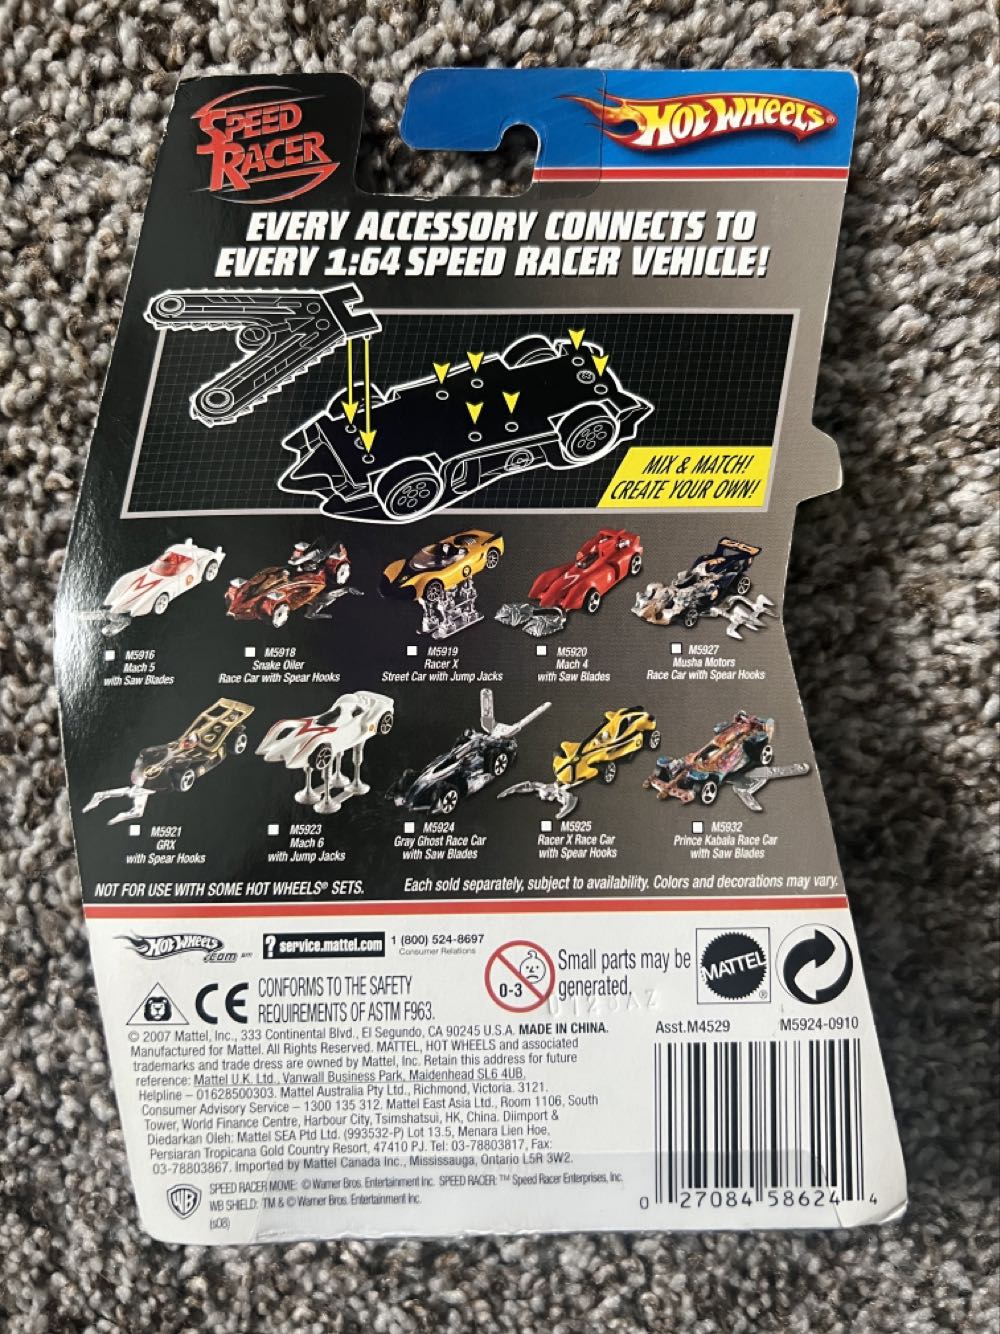 SPEED
RACER
HOT WHEELS®
EVERY ACCESSORY CONNECTS TO
EVERY 1:64 SPEED RACER VEHICLE!
MIX & MATCH!
CREATE YOUR OWN!
M5916
Mach 5
with Saw Blades
M5918
Snake Oiler
Race Car with Spear Hooks
M5919
Racer X
Street Car with Jump Jacks
M5920
Mach 4
with Saw Blades
M5927
Musha Motors
Race Car with Spear Hooks
M5921
GRX
with Spear Hooks
M5923
Mach 6
with Jump Jacks
M5924
Gray Ghost Race Car
with Saw Blades
M5925
Racer X Race Car
with Spear Hooks
M5932
Prince Kabala Race Car
with Saw Blades
NOT FOR USE WITH SOME HOT WHEELS® SETS.
Each sold separately, subject to availability. Colors and decorations may vary.
HOT WHEELS
.com℠
? service.mattel.com
1 (800) 524-8697
Consumer Relations
CE
CONFORMS TO THE SAFETY
REQUIREMENTS OF ASTM F963.
0-3
Small parts may be
generated.
MATTEL®
© 2007 Mattel, Inc., 333 Continental Blvd., El Segundo, CA 90245 U.S.A. MADE IN CHINA.
Manufactured for Mattel. All Rights Reserved. MATTEL, HOT WHEELS and associated
trademarks and trade dress are owned by Mattel, Inc. Retain this address for future
reference: Mattel U.K. Ltd., Vanwall Business Park, Maidenhead SL6 4UB.
Helpline – 01628500303. Mattel Australia Pty Ltd., Richmond, Victoria. 3121.
Consumer Advisory Service – 1300 135 312. Mattel East Asia Ltd., Room 1106, South
Tower, World Finance Centre, Harbour City, Tsimshatsui, HK, China. Diimport &
Diedarkan Oleh: Mattel SEA Ptd Ltd. (993532-P) Lot 13.5, Menara Lien Hoe,
Persiaran Tropicana Gold Country Resort, 47410 PJ. Tel: 03-78803817, Fax:
03-78803867. Imported by Mattel Canada Inc., Mississauga, Ontario L5R 3W2.
Asst.M4529
M5924-0910
0 27084 58624 4
WB
SPEED RACER MOVIE: © Warner Bros. Entertainment Inc. SPEED RACER: ™ Speed Racer Enterprises, Inc.
WB SHIELD: TM & © Warner Bros. Entertainment Inc.
(s08)